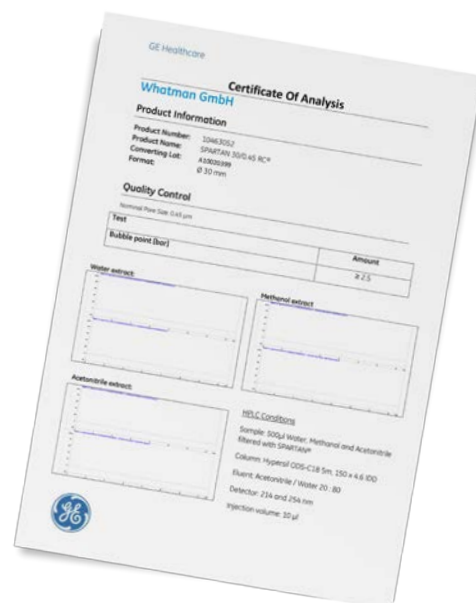 GE Healthcare
Certificate Of Analysis
Whatman GmbH
Product Information
Product Number: 10463052
Product Name: SPARTAN 30/0.45 RC®
Converting Lot: A10020399
Format: Ø 30 mm
Quality Control
Nominal Pore Size 0.45 µm
Test Amount
Bubble point (bar) ≥ 2.5
Water extract:
Methanol extract
Acetonitrile extract:
HPLC Conditions
Sample: 500µl Water, Methanol and Acetonitrile
filtered with SPARTAN®
Column: Hypersil ODS-C18 5m, 150 x 4.6 IDD
Eluent: Acetonitrile / Water 20 : 80
Detector: 214 and 254 nm
Injection volume: 10 µl
GE